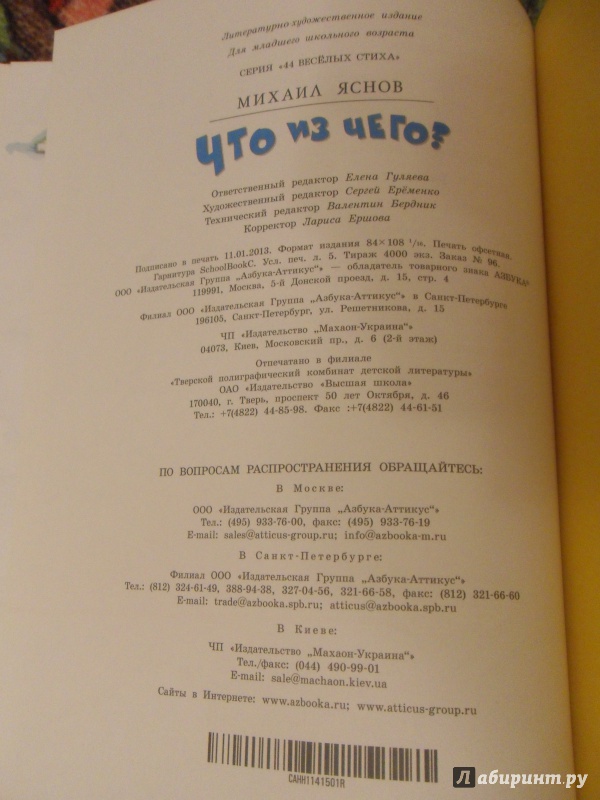 Литературно-художественное издание
Для младшего школьного возраста
СЕРИЯ «44 ВЕСЁЛЫХ СТИХА»
МИХАИЛ ЯСНОВ
ЧТО ИЗ ЧЕГО?
Ответственный редактор Елена Гуляева
Художественный редактор Сергей Ерёменко
Технический редактор Валентин Бердник
Корректор Лариса Ершова
Подписано в печать 11.01.2013. Формат издания 84×108 1/16. Печать офсетная.
Гарнитура SchoolBookC. Усл. печ. л. 5. Тираж 4000 экз. Заказ № 96.
ООО «Издательская Группа „Азбука-Аттикус“» — обладатель товарного знака АЗБУКА®
119991, Москва, 5-й Донской проезд, д. 15, стр. 4
Филиал ООО «Издательская Группа „Азбука-Аттикус“» в Санкт-Петербурге
196105, Санкт-Петербург, ул. Решетникова, д. 15
ЧП «Издательство „Махаон-Украина“»
04073, Киев, Московский пр., д. 6 (2-й этаж)
Отпечатано в филиале
«Тверской полиграфический комбинат детской литературы»
ОАО «Издательство «Высшая школа»
170040, г. Тверь, проспект 50 лет Октября, д. 46
Тел.: +7(4822) 44-85-98. Факс :+7(4822) 44-61-51
ПО ВОПРОСАМ РАСПРОСТРАНЕНИЯ ОБРАЩАЙТЕСЬ:
В Москве:
ООО «Издательская Группа „Азбука-Аттикус“»
Тел.: (495) 933-76-00, факс: (495) 933-76-19
E-mail: sales@atticus-group.ru; info@azbooka-m.ru
В Санкт-Петербурге:
Филиал ООО «Издательская Группа „Азбука-Аттикус“»
Тел.: (812) 324-61-49, 388-94-38, 327-04-56, 321-66-58, факс: (812) 321-66-60
E-mail: trade@azbooka.spb.ru; atticus@azbooka.spb.ru
В Киеве:
ЧП «Издательство „Махаон-Украина“»
Тел./факс: (044) 490-99-01
E-mail: sale@machaon.kiev.ua
Сайты в Интернете: www.azbooka.ru; www.atticus-group.ru
CAHH1141501R
Лабиринт.ру